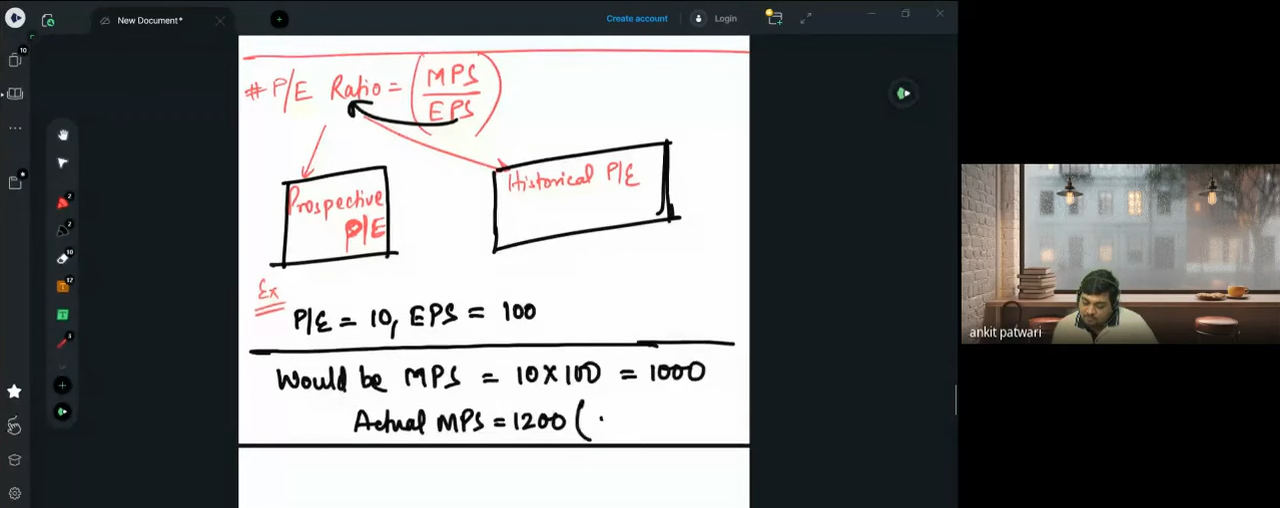 New Document*
Create account
Login
# P/E Ratio = (MPS
EPS)
Prospective
P/E
Historical P/E
Ex
P/E = 10, EPS = 100
Would be MPS = 10 X 100 = 1000
Actual MPS = 1200 (
ankit patwari